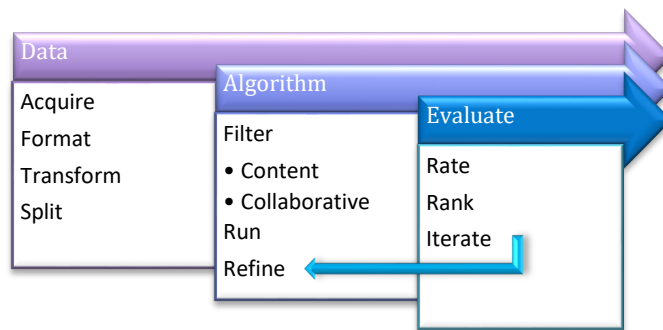 Data
Acquire
Format
Transform
Split
Algorithm
Filter
• Content
• Collaborative
Run
Refine
Evaluate
Rate
Rank
Iterate